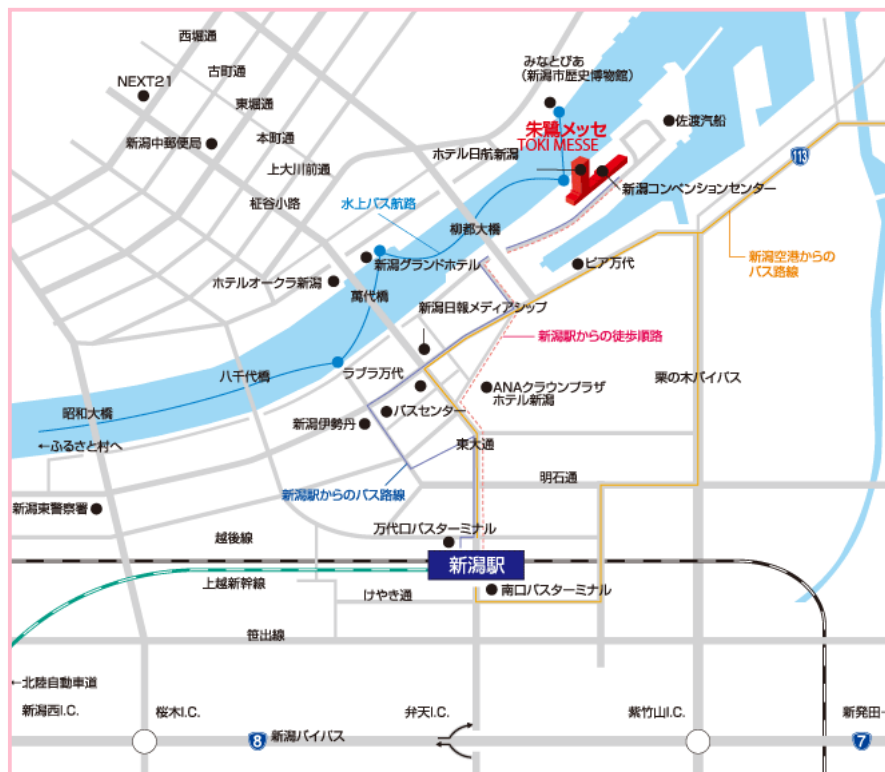 西堀通
みなとぴあ
(新潟市歴史博物館)
古町通
NEXT21
東堀通
佐渡汽船
朱鷺メッセ
TOKI MESSE
新潟中郵便局
本町通
ホテル日航新潟
113
上大川前通
新潟コンベンションセンター
柾谷小路
水上バス航路
柳都大橋
新潟空港からの
バス路線
新潟グランドホテル
ピア万代
ホテルオークラ新潟
萬代橋
新潟日報メディアシップ
新潟駅からの徒歩順路
八千代橋
ラブラ万代
栗の木バイパス
ANAクラウンプラザ
ホテル新潟
昭和大橋
バスセンター
新潟伊勢丹
←ふるさと村へ
東大通
明石通
新潟駅からのバス路線
新潟東警察署
万代口バスターミナル
越後線
新潟駅
上越新幹線
けやき通
南口バスターミナル
笹出線
←北陸自動車道
新潟西I.C.
桜木I.C.
弁天I.C.
紫竹山I.C.
新発田
8
新潟バイパス
7